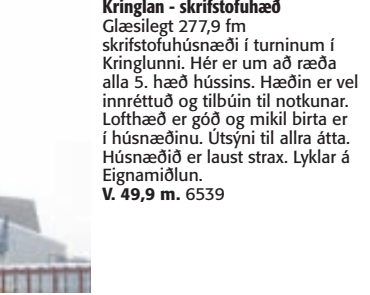 Kringlan - skrifstofuhæð
Glæsilegt 277,9 fm
skrifstofuhúsnæði í turninum í
Kringlunni. Hér er um að ræða
alla 5. hæð hússins. Hæðin er vel
innréttuð og tilbúin til notkunar.
Lofthæð er góð og mikil birta er
í húsnæðinu. Útsýni til allra átta.
Húsnæðið er laust strax. Lyklar á
Eignamiðlun.
V. 49,9 m. 6539